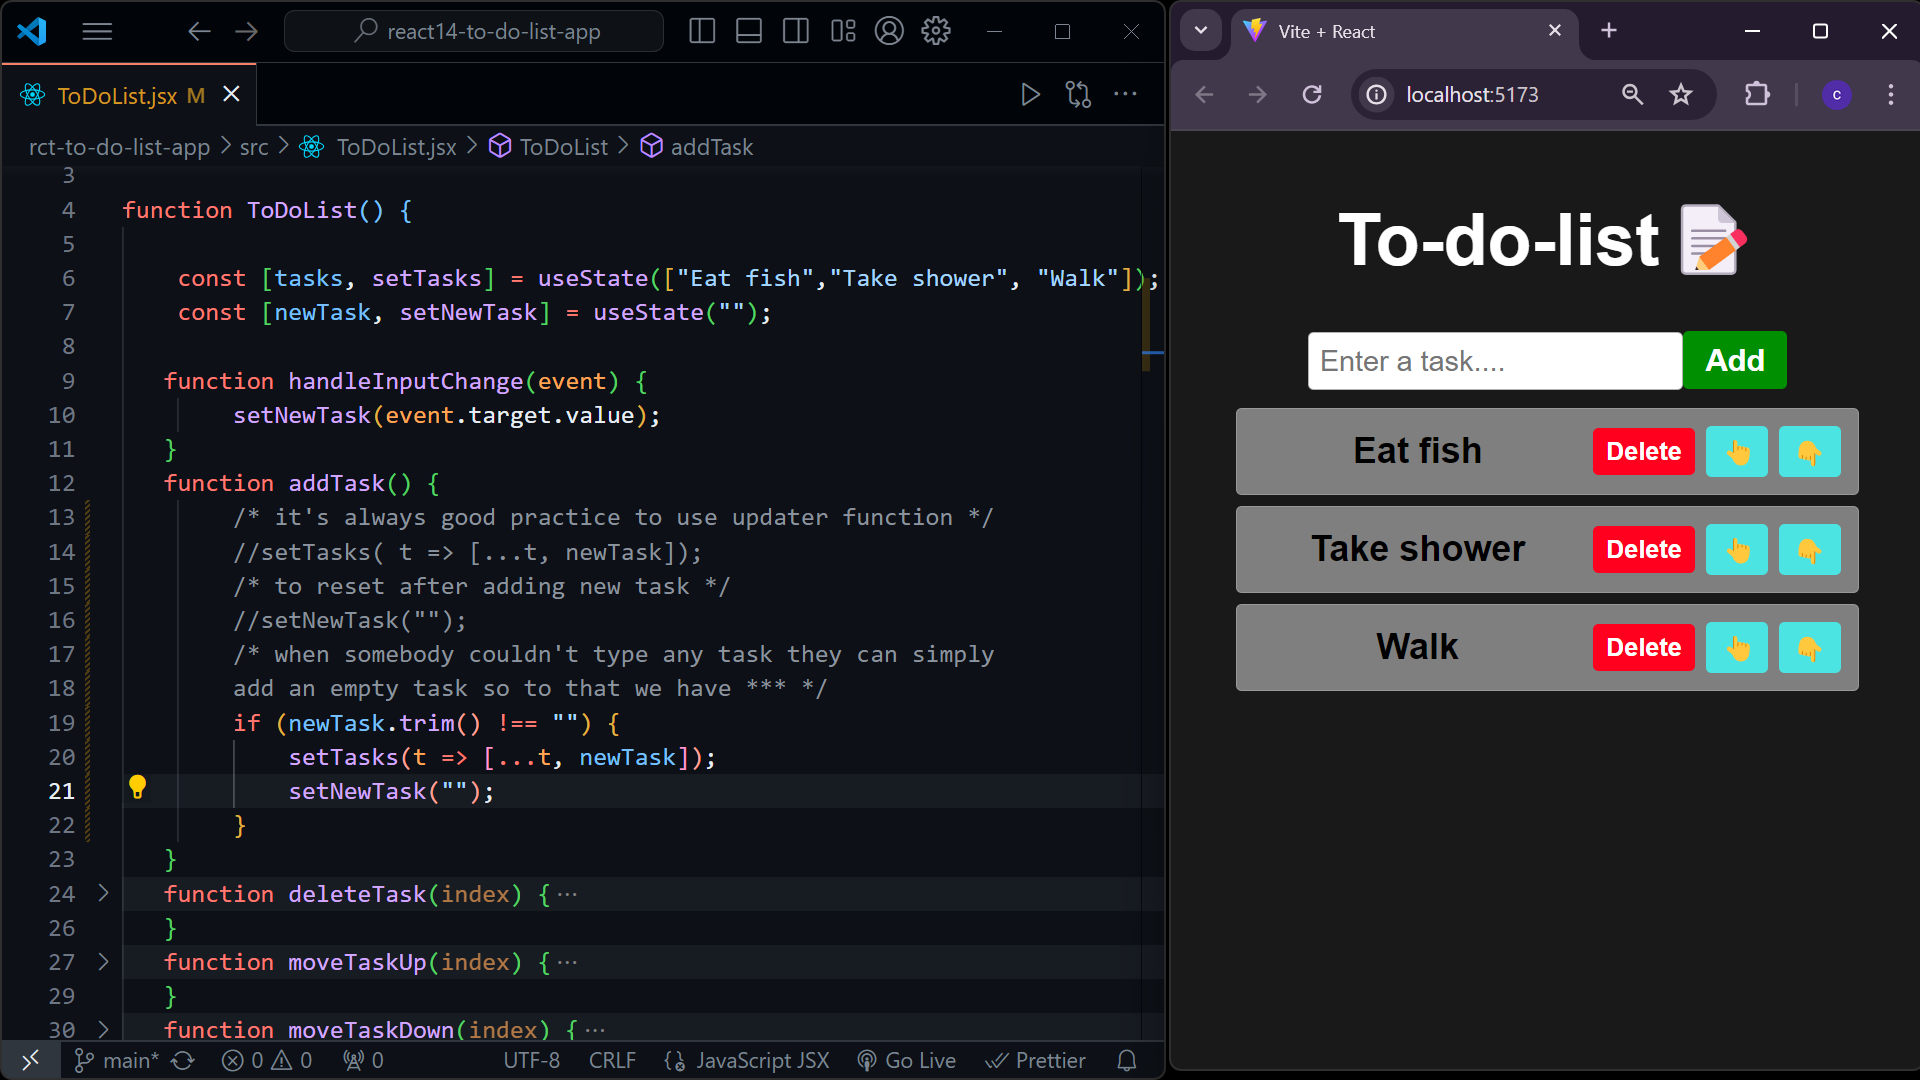 react14-to-do-list-app
ToDoList.jsx M
rct-to-do-list-app > src > ToDoList.jsx > ToDoList > addTask
3
4 function ToDoList() {
5
6 const [tasks, setTasks] = useState(["Eat fish","Take shower", "Walk"]);
7 const [newTask, setNewTask] = useState("");
8
9 function handleInputChange(event) {
10 setNewTask(event.target.value);
11 }
12 function addTask() {
13 /* it's always good practice to use updater function */
14 //setTasks( t => [...t, newTask]);
15 /* to reset after adding new task */
16 //setNewTask("");
17 /* when somebody couldn't type any task they can simply
18 add an empty task so to that we have *** */
19 if (newTask.trim() !== "") {
20 setTasks(t => [...t, newTask]);
21 setNewTask("");
22 }
23 }
24 function deleteTask(index) {···
26 }
27 function moveTaskUp(index) {···
29 }
30 function moveTaskDown(index) {···
main* 0 0 0 UTF-8 CRLF JavaScript JSX Go Live Prettier
Vite + React
localhost:5173
c
To-do-list
Enter a task.... Add
Eat fish Delete
Take shower Delete
Walk Delete